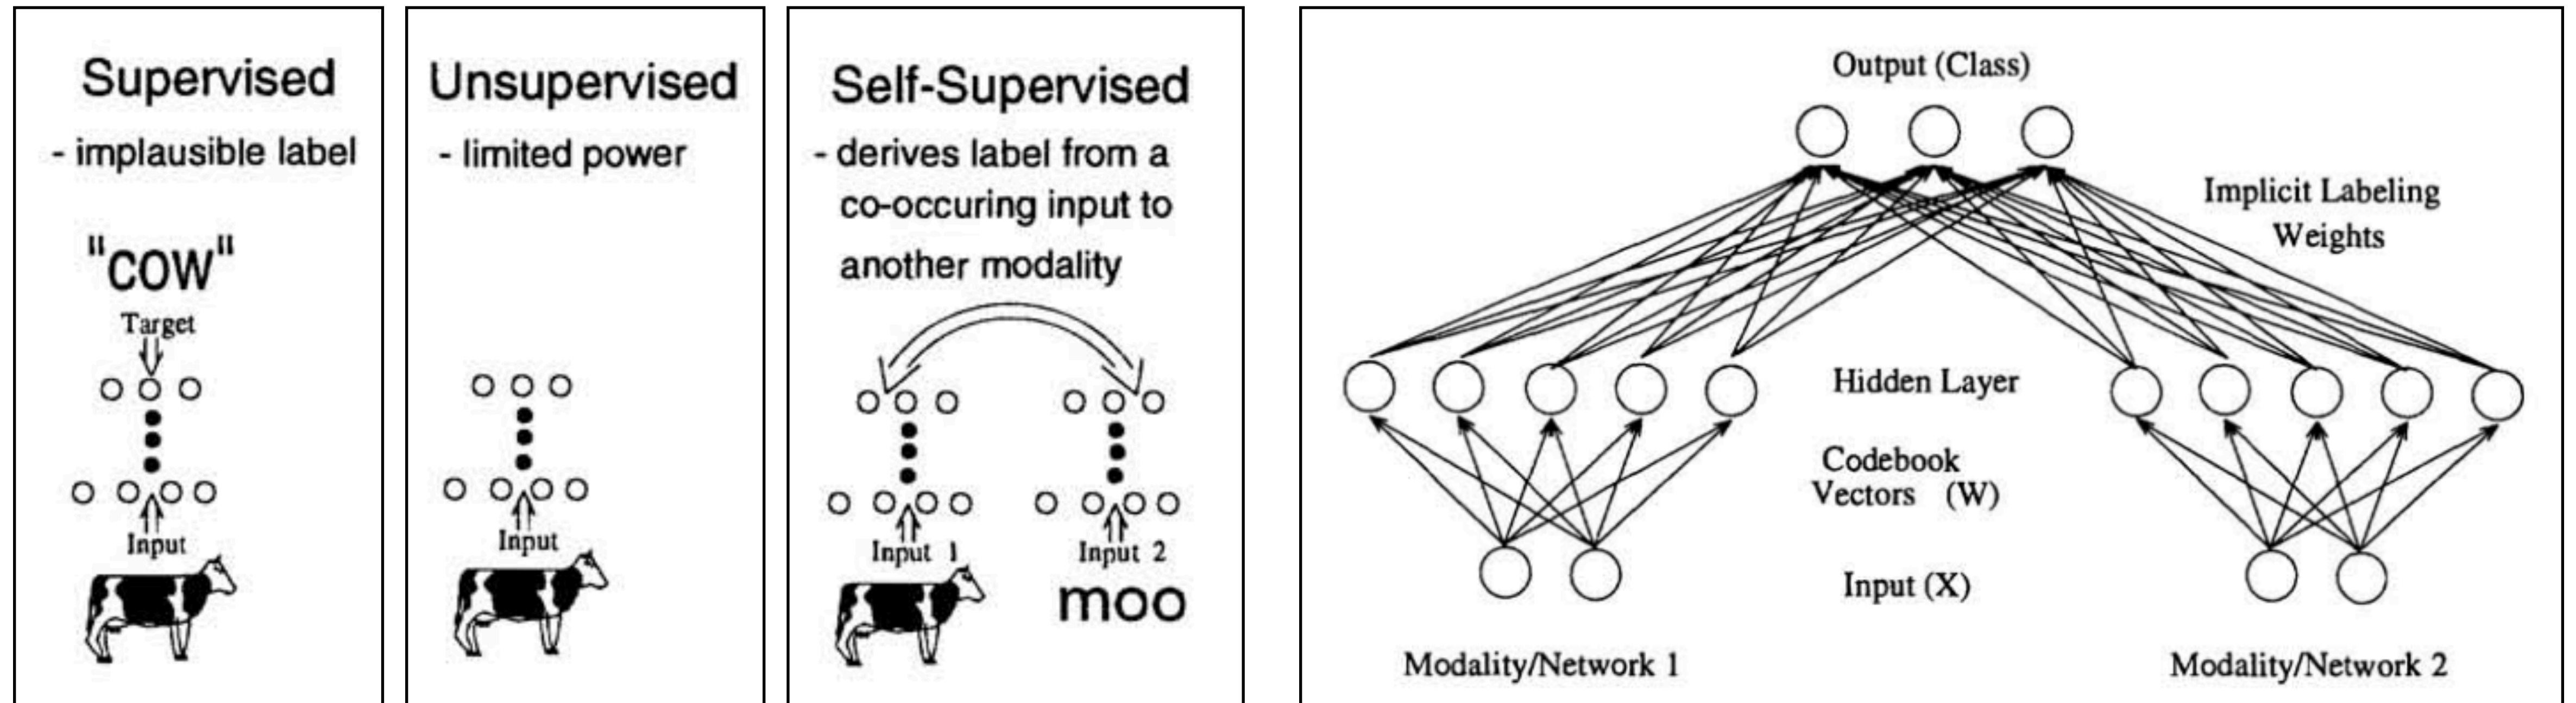 Supervised
- implausible label
"cow"
Target
Input
Unsupervised
- limited power
Input
Self-Supervised
- derives label from a
co-occuring input to
another modality
Input 1
Input 2
moo
Output (Class)
Implicit Labeling
Weights
Hidden Layer
Codebook
Vectors (W)
Input (X)
Modality/Network 1
Modality/Network 2